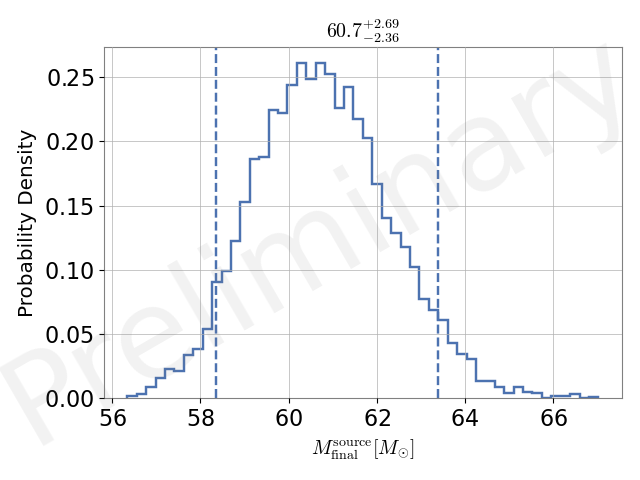 60.7^{+2.69}_{-2.36}
Probability Density
0.25
0.20
0.15
0.10
0.05
0.00
56 58 60 62 64 66
M^{source}_{final}[M_☉]
Preliminary